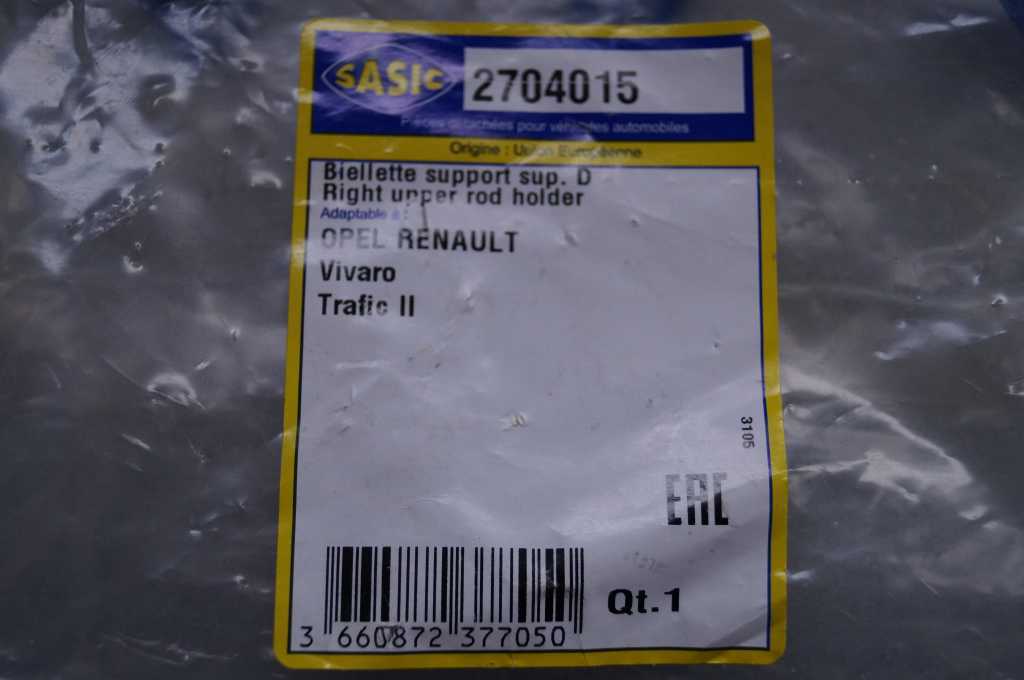 SASIC
2704015
Pièces détachées pour véhicules automobiles
Origine : Union Européenne
Biellette support sup. D
Right upper rod holder
Adaptable à :
OPEL RENAULT
Vivaro
Trafic II
3105
EAC
Qt.1
3 660872 377050